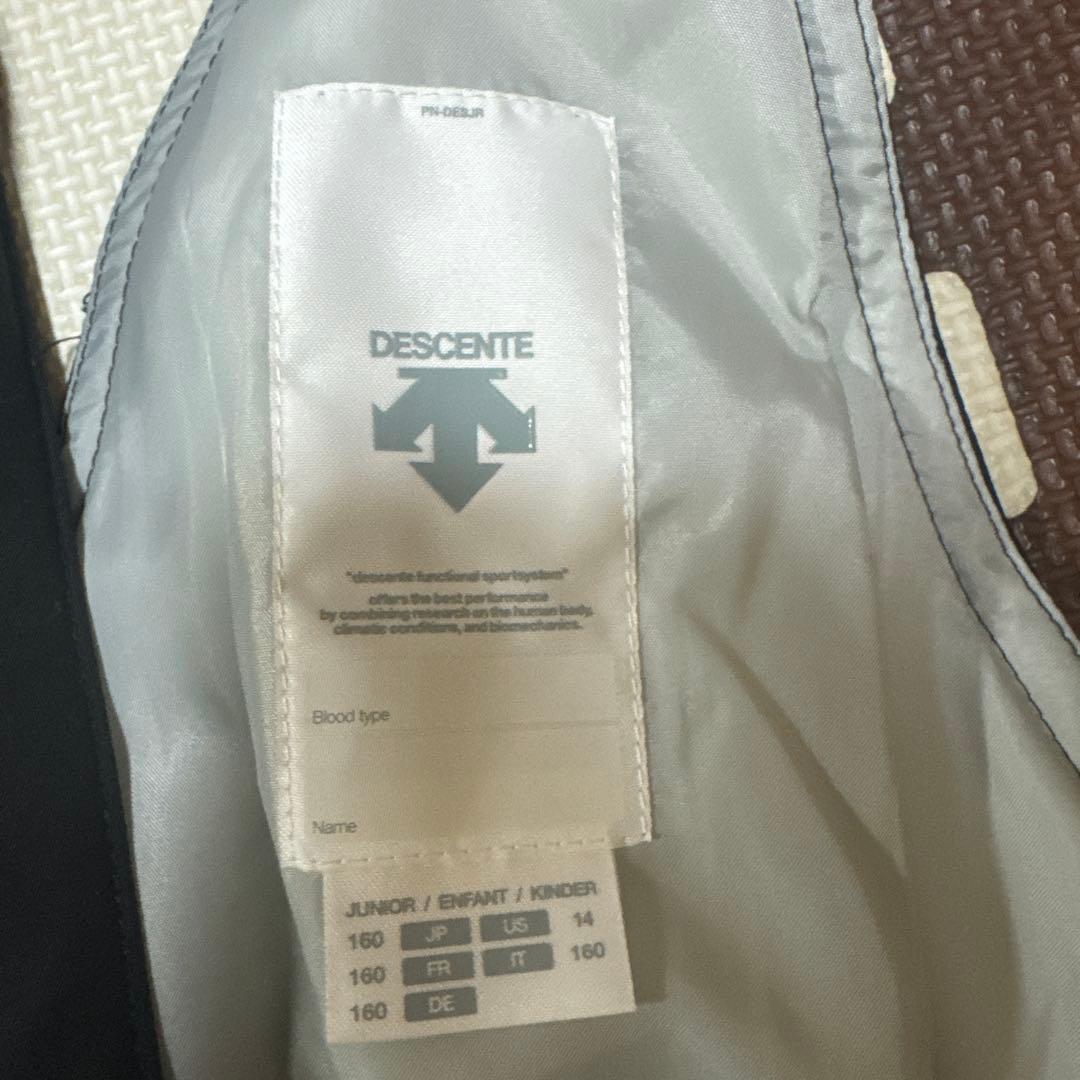 PN-DESJR
DESCENTE
"descente functional sportsystem"
offers the best performance
by combining research on the human body,
climatic conditions, and biomechanics.
Blood type
Name
JUNIOR / ENFANT / KINDER
160 JP US 14
160 FR IT 160
160 DE